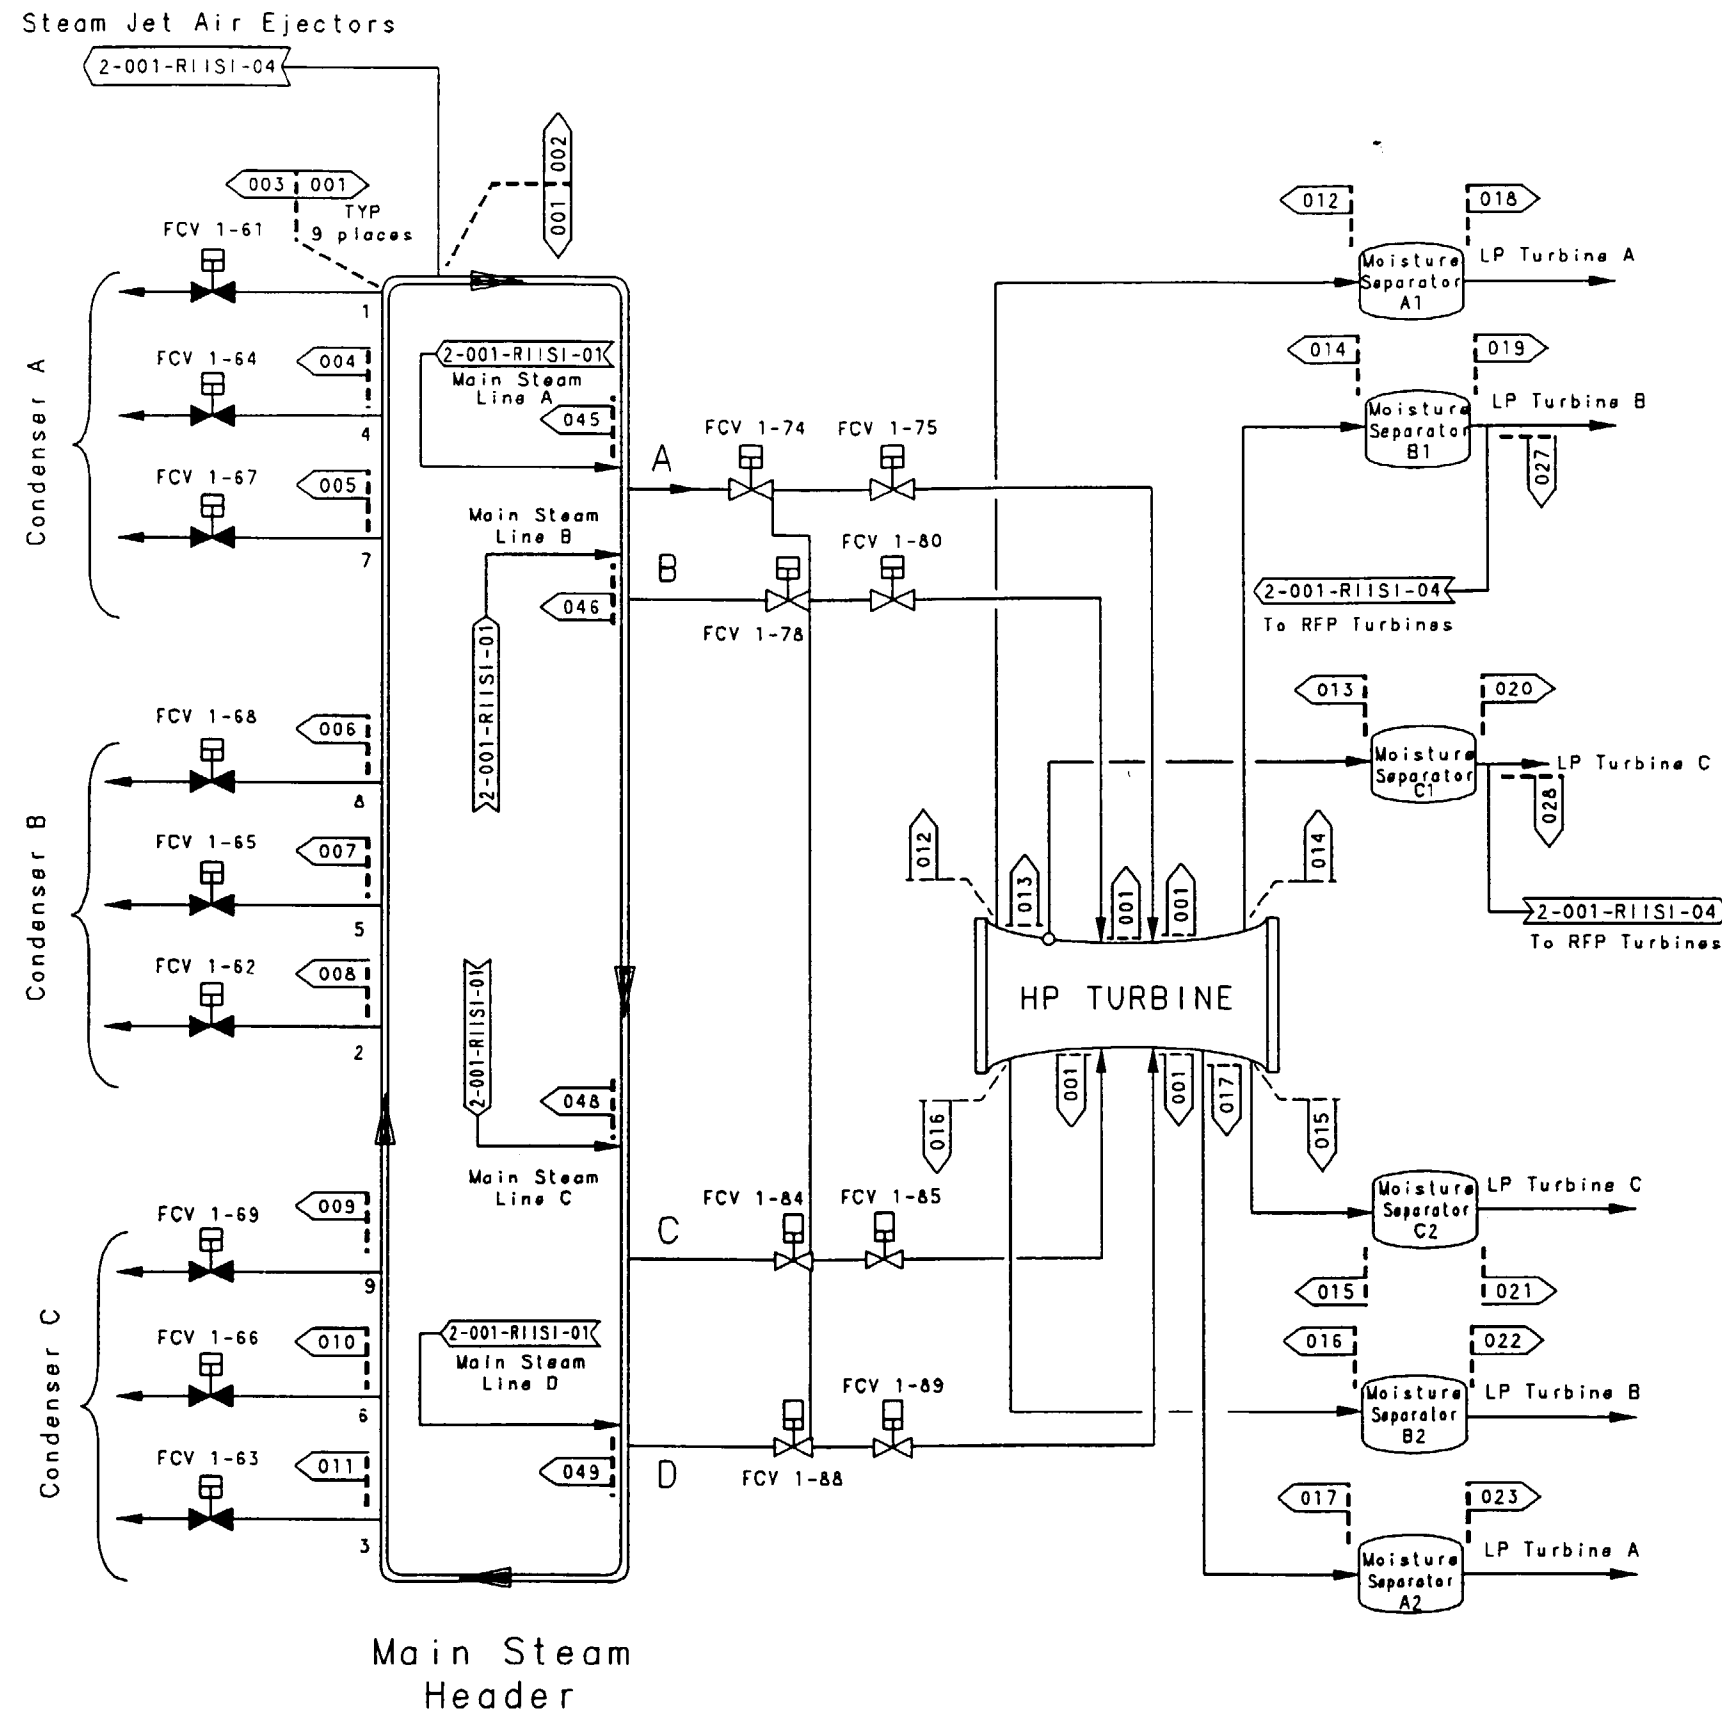 Steam Jet Air Ejectors
2-001-RIISI-04
002
001
003 001
TYP
9 places
FCV 1-61
1
FCV 1-64
004
4
FCV 1-67
005
7
Condenser A
FCV 1-68
006
8
FCV 1-65
007
5
FCV 1-62
008
2
Condenser B
FCV 1-69
009
9
FCV 1-66
010
6
FCV 1-63
011
3
Condenser C
2-001-RIISI-01
Main Steam
Line A
045
Main Steam
Line B
046
2-001-RIISI-01
2-001-RIISI-01
048
Main Steam
Line C
2-001-RIISI-01
Main Steam
Line D
049
A
FCV 1-74
FCV 1-75
B
FCV 1-80
FCV 1-78
C
FCV 1-84
FCV 1-85
D
FCV 1-89
FCV 1-88
Main Steam
Header
012
013
001
001
014
HP TURBINE
016
001
001
017
015
012
018
Moisture
Separator
A1
LP Turbine A
014
019
Moisture
Separator
B1
LP Turbine B
027
2-001-RIISI-04
To RFP Turbines
013
020
Moisture
Separator
C1
LP Turbine C
028
2-001-RIISI-04
To RFP Turbines
Moisture
Separator
C2
LP Turbine C
015
021
016
022
Moisture
Separator
B2
LP Turbine B
017
023
Moisture
Separator
A2
LP Turbine A